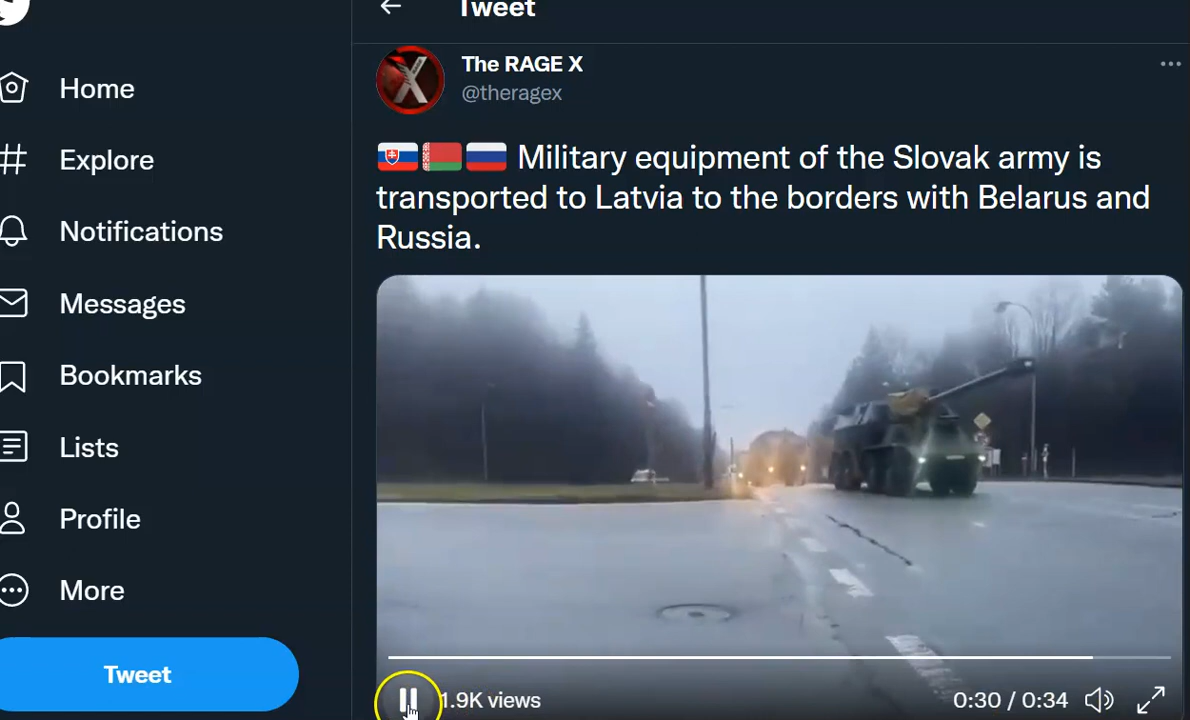 Tweet
Home
Explore
Notifications
Messages
Bookmarks
Lists
Profile
More
Tweet
The RAGE X
@theragex
🇸🇰🇧🇾🇷🇺 Military equipment of the Slovak army is
transported to Latvia to the borders with Belarus and
Russia.
1.9K views
0:30 / 0:34